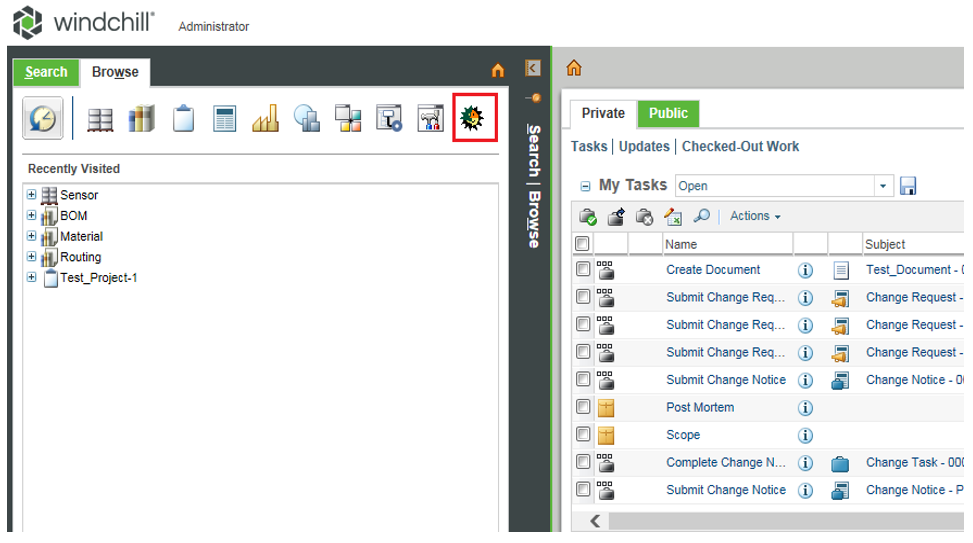 windchill® Administrator
Search Browse
Recently Visited
Sensor
BOM
Material
Routing
Test_Project-1
Search | Browse
Private Public
Tasks | Updates | Checked-Out Work
My Tasks Open
Actions
Name Subject
Create Document Test_Document - 0
Submit Change Req... Change Request -
Submit Change Req... Change Request -
Submit Change Req... Change Request -
Submit Change Notice Change Notice - 00
Post Mortem
Scope
Complete Change N... Change Task - 000
Submit Change Notice Change Notice - P